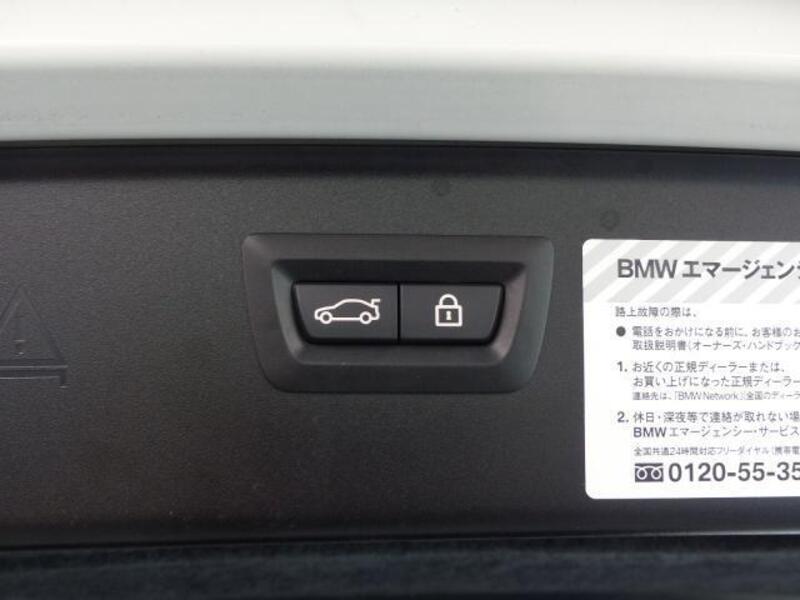 BMWエマージェンシ
路上故障の際は、
● 電話をおかけになる前に、お客様のお
取扱説明書(オーナーズ・ハンドブック
1. お近くの正規ディーラーまたは、
お買い上げになった正規ディーラー
連絡先は、「BMW Network」(全国のディーラ
2. 休日・深夜等で連絡が取れない場
BMWエマージェンシー・サービス
全国共通24時間対応フリーダイヤル(携帯電
0120-55-35